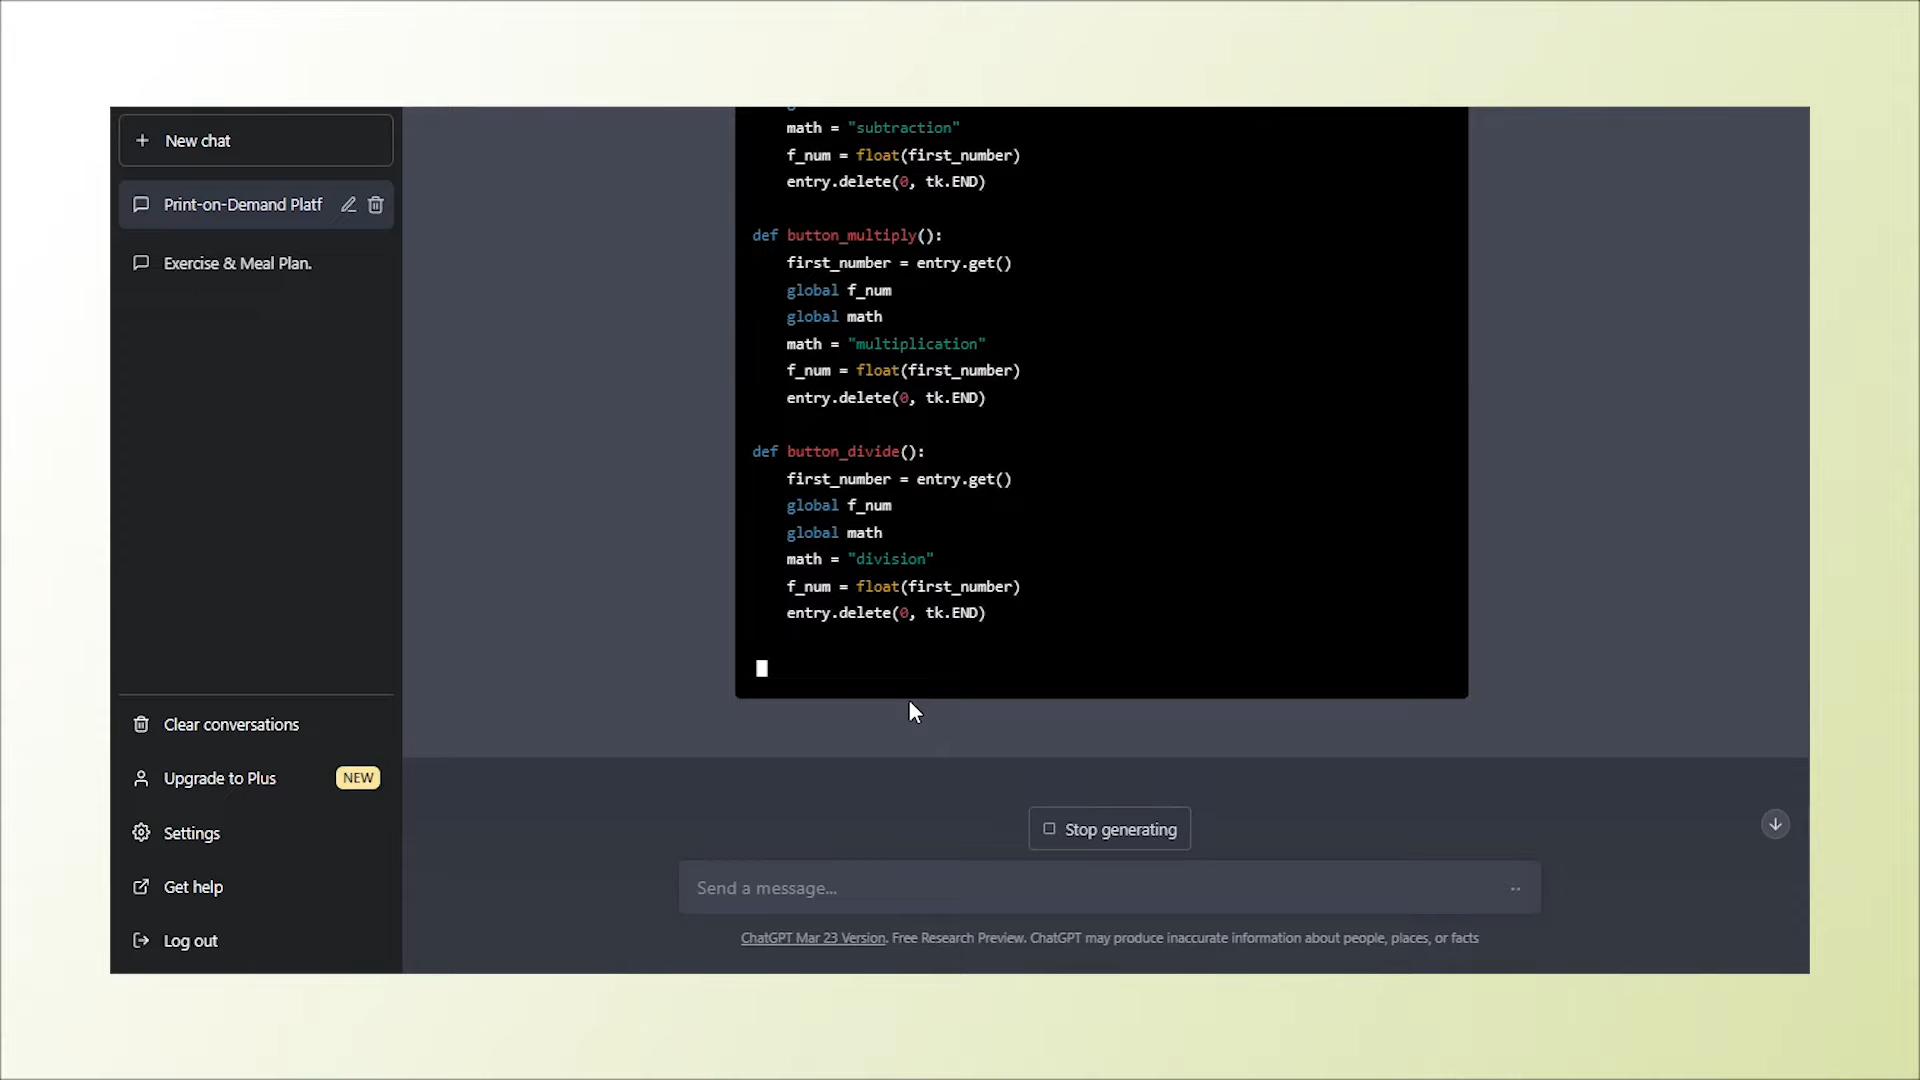 New chat
Print-on-Demand Platf
Exercise & Meal Plan.
Clear conversations
Upgrade to Plus NEW
Settings
Get help
Log out
math = "subtraction"
f_num = float(first_number)
entry.delete(0, tk.END)
def button_multiply():
first_number = entry.get()
global f_num
global math
math = "multiplication"
f_num = float(first_number)
entry.delete(0, tk.END)
def button_divide():
first_number = entry.get()
global f_num
global math
math = "division"
f_num = float(first_number)
entry.delete(0, tk.END)
Stop generating
Send a message...
ChatGPT Mar 23 Version. Free Research Preview. ChatGPT may produce inaccurate information about people, places, or facts